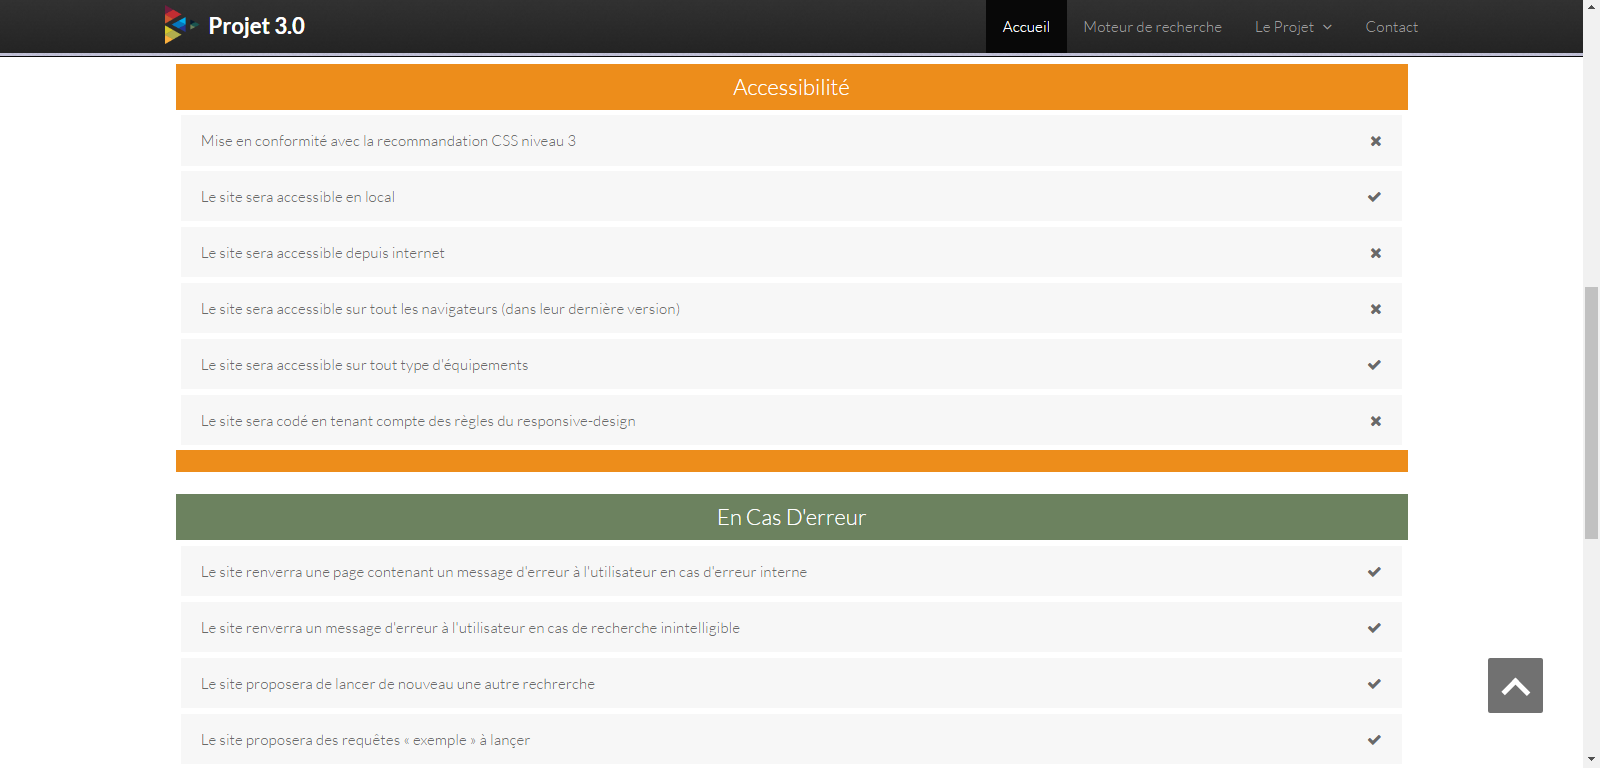 Projet 3.0
Accueil
Moteur de recherche
Le Projet
Contact
Accessibilité
Mise en conformité avec la recommandation CSS niveau 3
Le site sera accessible en local
Le site sera accessible depuis internet
Le site sera accessible sur tout les navigateurs (dans leur dernière version)
Le site sera accessible sur tout type d'équipements
Le site sera codé en tenant compte des règles du responsive-design
En Cas D'erreur
Le site renverra une page contenant un message d'erreur à l'utilisateur en cas d'erreur interne
Le site renverra un message d'erreur à l'utilisateur en cas de recherche inintelligible
Le site proposera de lancer de nouveau une autre rechrerche
Le site proposera des requêtes « exemple » à lançer